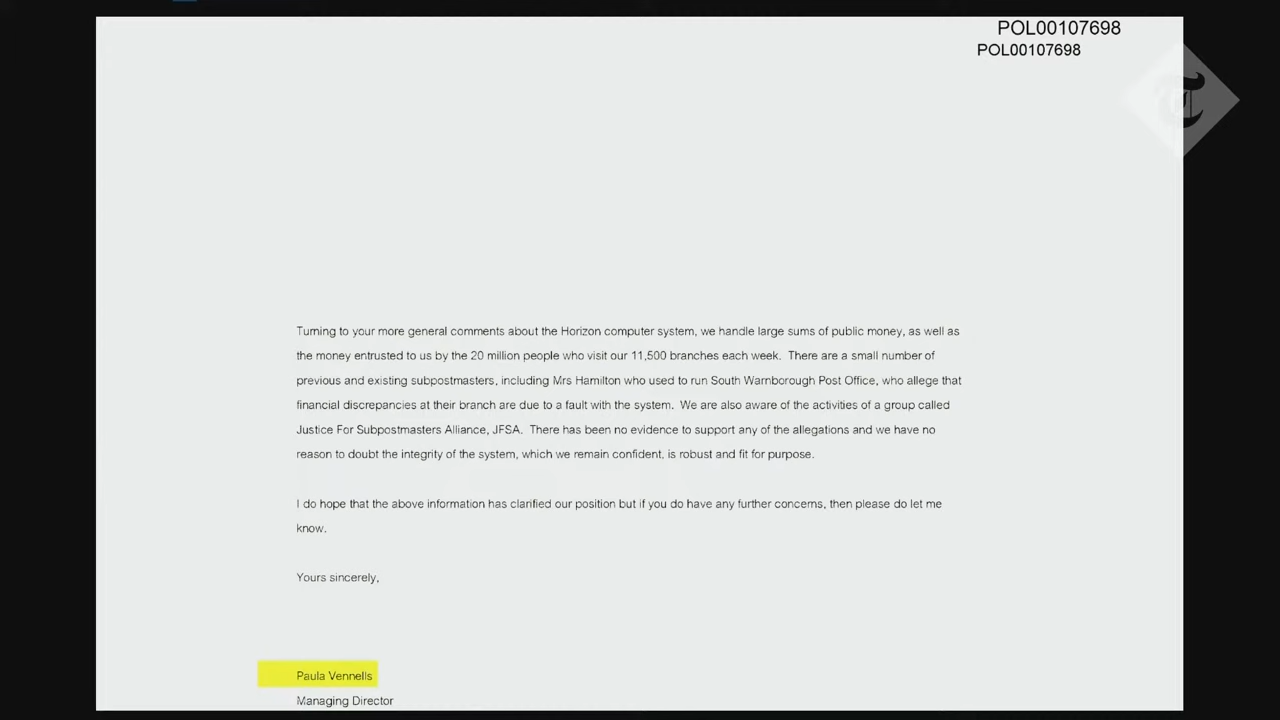 POL00107698
POL00107698
Turning to your more general comments about the Horizon computer system, we handle large sums of public money, as well as
the money entrusted to us by the 20 million people who visit our 11,500 branches each week. There are a small number of
previous and existing subpostmasters, including Mrs Hamilton who used to run South Warnborough Post Office, who allege that
financial discrepancies at their branch are due to a fault with the system. We are also aware of the activities of a group called
Justice For Subpostmasters Alliance, JFSA. There has been no evidence to support any of the allegations and we have no
reason to doubt the integrity of the system, which we remain confident, is robust and fit for purpose.
I do hope that the above information has clarified our position but if you do have any further concerns, then please do let me
know.
Yours sincerely,
Paula Vennells
Managing Director